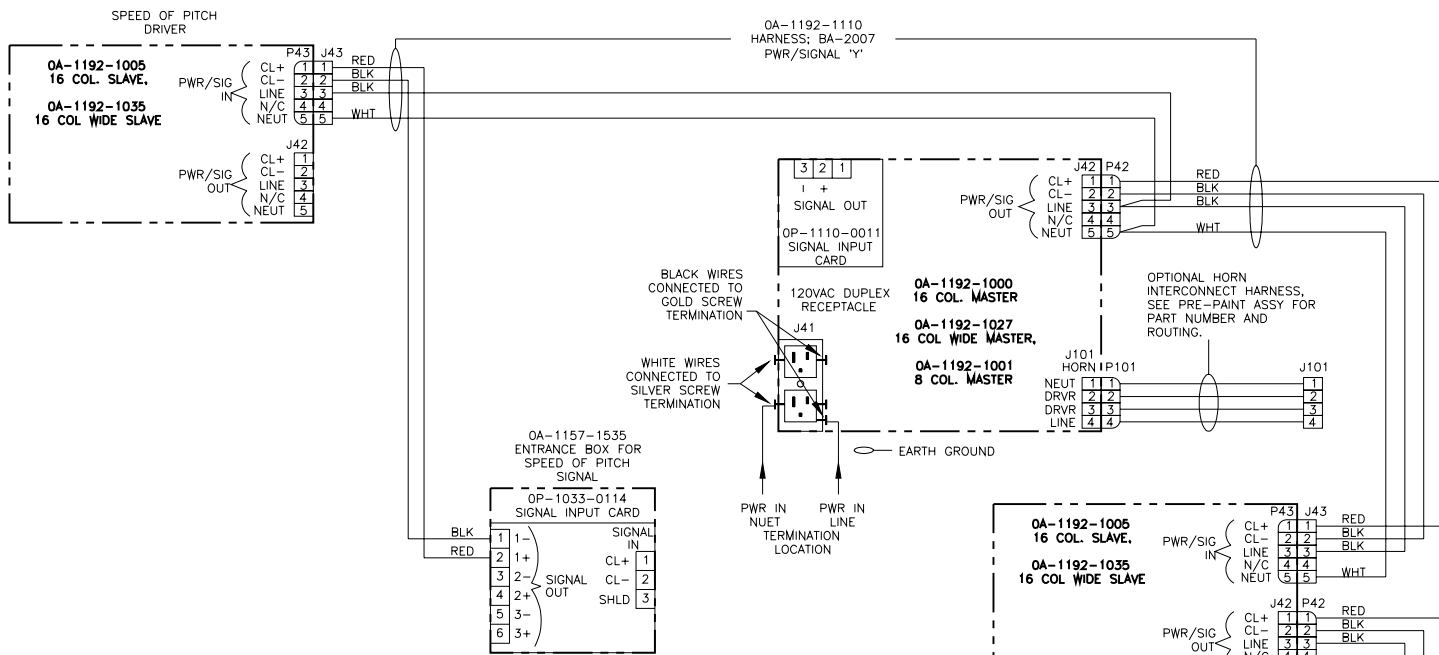 SPEED OF PITCH
DRIVER
0A-1192-1005
16 COL. SLAVE,
0A-1192-1035
16 COL WIDE SLAVE
PWR/SIG
IN
P43 J43
CL+ 1 1 RED
CL- 2 2 BLK
LINE 3 3 BLK
N/C 4 4
NEUT 5 5 WHT
J42
PWR/SIG
OUT
CL+ 1
CL- 2
LINE 3
N/C 4
NEUT 5
0A-1192-1110
HARNESS; BA-2007
PWR/SIGNAL 'Y'
3 2 1
- +
SIGNAL OUT
0P-1110-0011
SIGNAL INPUT
CARD
120VAC DUPLEX
RECEPTACLE
J41
BLACK WIRES
CONNECTED TO
GOLD SCREW
TERMINATION
WHITE WIRES
CONNECTED TO
SILVER SCREW
TERMINATION
0A-1192-1000
16 COL. MASTER
0A-1192-1027
16 COL WIDE MASTER,
0A-1192-1001
8 COL. MASTER
PWR/SIG
OUT
J42 P42
CL+ 1 1 RED
CL- 2 2 BLK
LINE 3 3 BLK
N/C 4 4
NEUT 5 5 WHT
OPTIONAL HORN
INTERCONNECT HARNESS,
SEE PRE-PAINT ASSY FOR
PART NUMBER AND
ROUTING.
J101
HORN P101 J101
NEUT 1 1 1
DRVR 2 2 2
DRVR 3 3 3
LINE 4 4 4
EARTH GROUND
PWR IN
NUET
PWR IN
LINE
TERMINATION
LOCATION
0A-1157-1535
ENTRANCE BOX FOR
SPEED OF PITCH
SIGNAL
0P-1033-0114
SIGNAL INPUT CARD
BLK 1 1-
RED 2 1+
3 2-
4 2+
5 3-
6 3+
SIGNAL
OUT
SIGNAL
IN
CL+ 1
CL- 2
SHLD 3
0A-1192-1005
16 COL. SLAVE,
0A-1192-1035
16 COL WIDE SLAVE
PWR/SIG
IN
P43 J43
CL+ 1 1 RED
CL- 2 2 BLK
LINE 3 3 BLK
N/C 4 4
NEUT 5 5 WHT
PWR/SIG
OUT
J42 P42
CL+ 1 1 RED
CL- 2 2 BLK
LINE 3 3 BLK
N/C 4 4